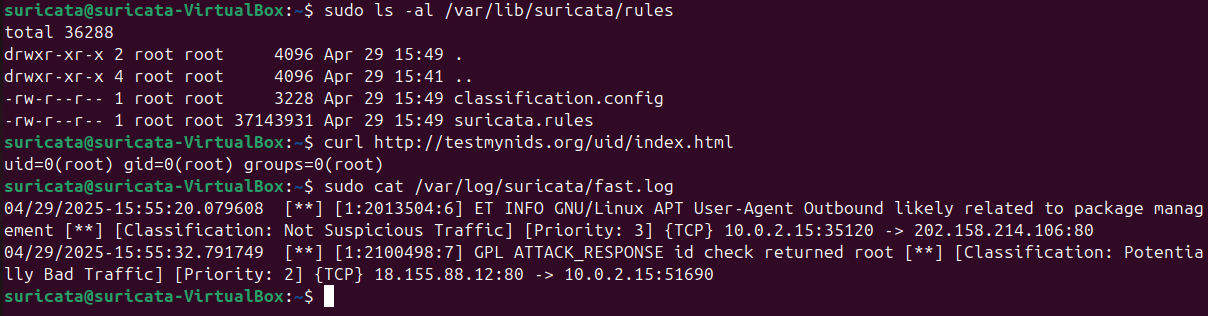 suricata@suricata-VirtualBox:~$ sudo ls -al /var/lib/suricata/rules
total 36288
drwxr-xr-x 2 root root     4096 Apr 29 15:49 .
drwxr-xr-x 4 root root     4096 Apr 29 15:41 ..
-rw-r--r-- 1 root root     3228 Apr 29 15:49 classification.config
-rw-r--r-- 1 root root 37143931 Apr 29 15:49 suricata.rules
suricata@suricata-VirtualBox:~$ curl http://testmynids.org/uid/index.html
uid=0(root) gid=0(root) groups=0(root)
suricata@suricata-VirtualBox:~$ sudo cat /var/log/suricata/fast.log
04/29/2025-15:55:20.079608  [**] [1:2013504:6] ET INFO GNU/Linux APT User-Agent Outbound likely related to package manag
ement [**] [Classification: Not Suspicious Traffic] [Priority: 3] {TCP} 10.0.2.15:35120 -> 202.158.214.106:80
04/29/2025-15:55:32.791749  [**] [1:2100498:7] GPL ATTACK_RESPONSE id check returned root [**] [Classification: Potentia
lly Bad Traffic] [Priority: 2] {TCP} 18.155.88.12:80 -> 10.0.2.15:51690
suricata@suricata-VirtualBox:~$